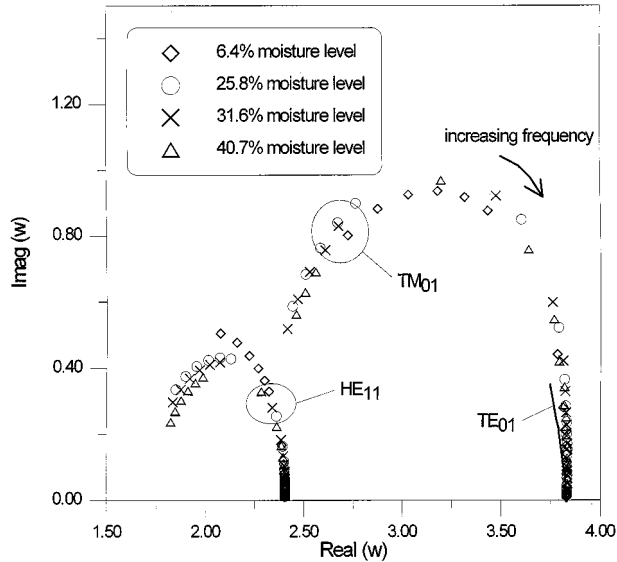 6.4% moisture level
25.8% moisture level
31.6% moisture level
40.7% moisture level
increasing frequency
TM01
HE11
TE01
Imag (w)
1.20
0.80
0.40
0.00
1.50
2.00
2.50
3.00
3.50
4.00
Real (w)